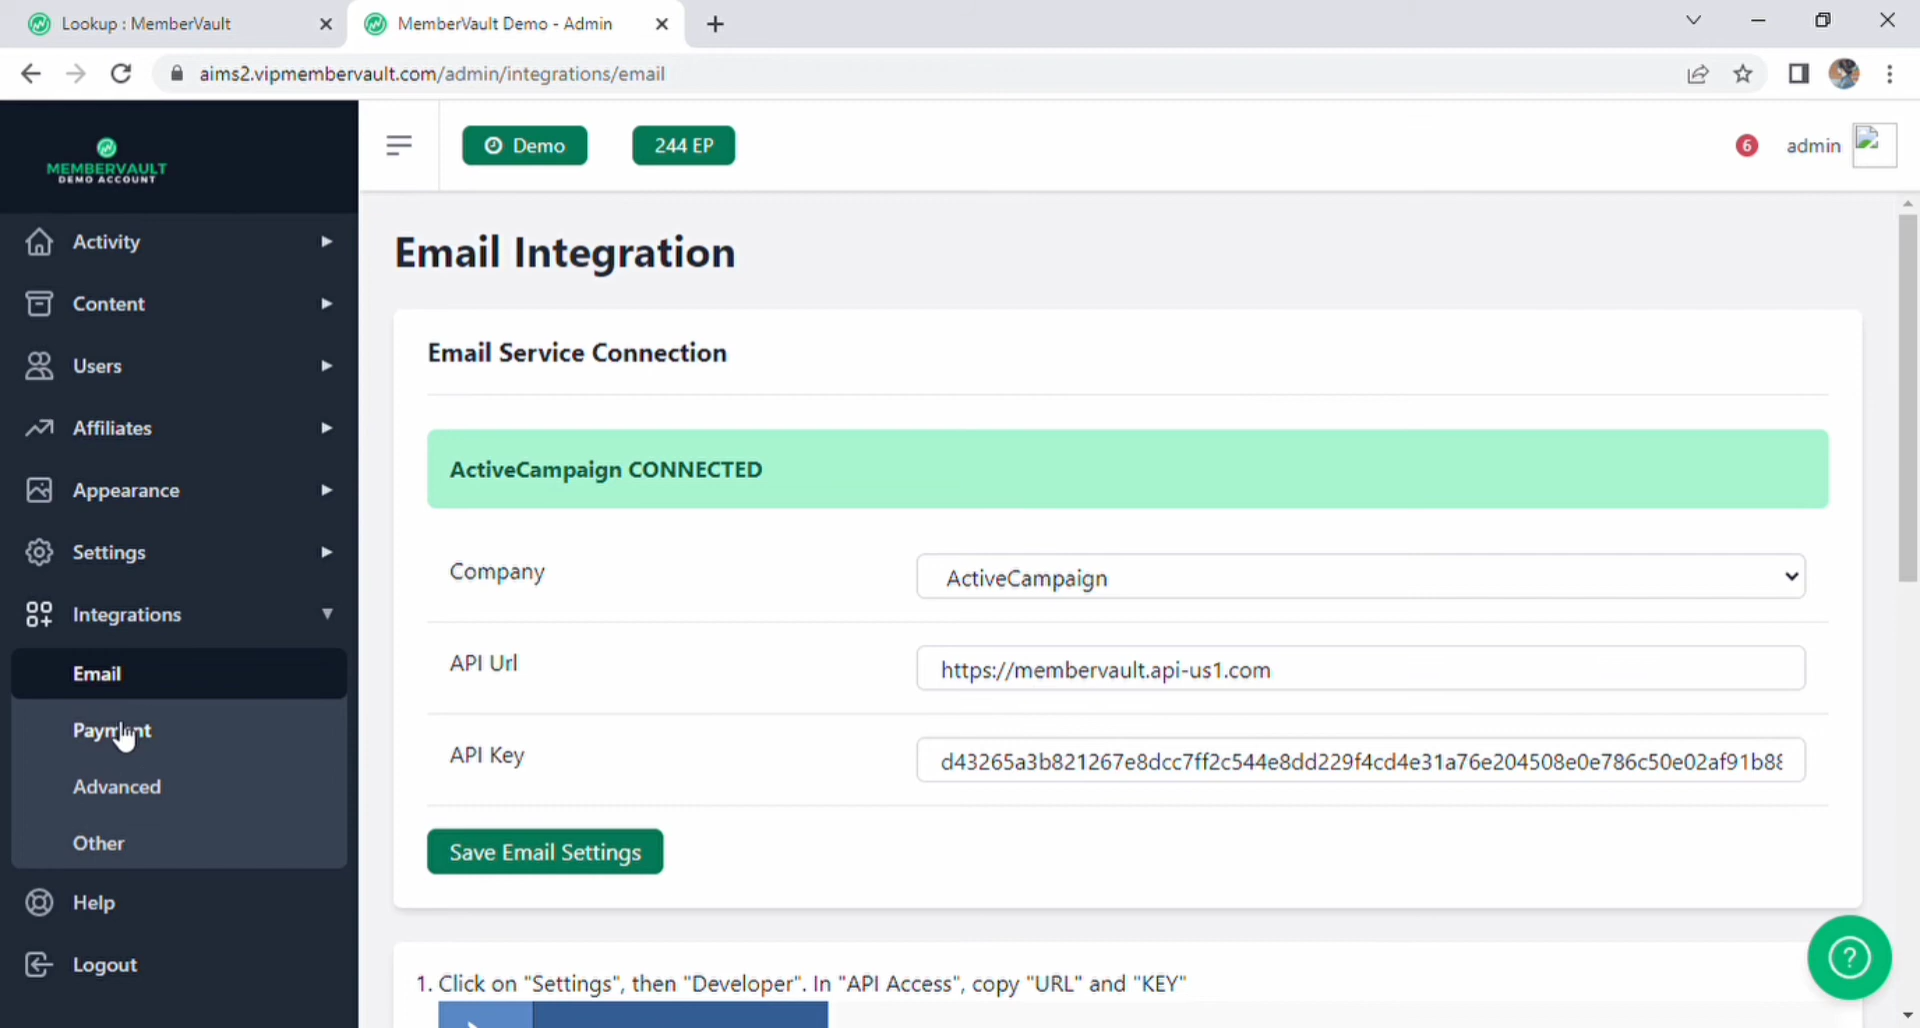 Lookup : MemberVault
MemberVault Demo - Admin
aims2.vipmembervault.com/admin/integrations/email
MEMBERVAULT
DEMO ACCOUNT
Demo
244 EP
6
admin
Activity
Content
Users
Affiliates
Appearance
Settings
Integrations
Email
Payment
Advanced
Other
Help
Logout
Email Integration
Email Service Connection
ActiveCampaign CONNECTED
Company
ActiveCampaign
API Url
https://membervault.api-us1.com
API Key
d43265a3b821267e8dcc7ff2c544e8dd229f4cd4e31a76e204508e0e786c50e02af91b88
Save Email Settings
1. Click on "Settings", then "Developer". In "API Access", copy "URL" and "KEY"
?